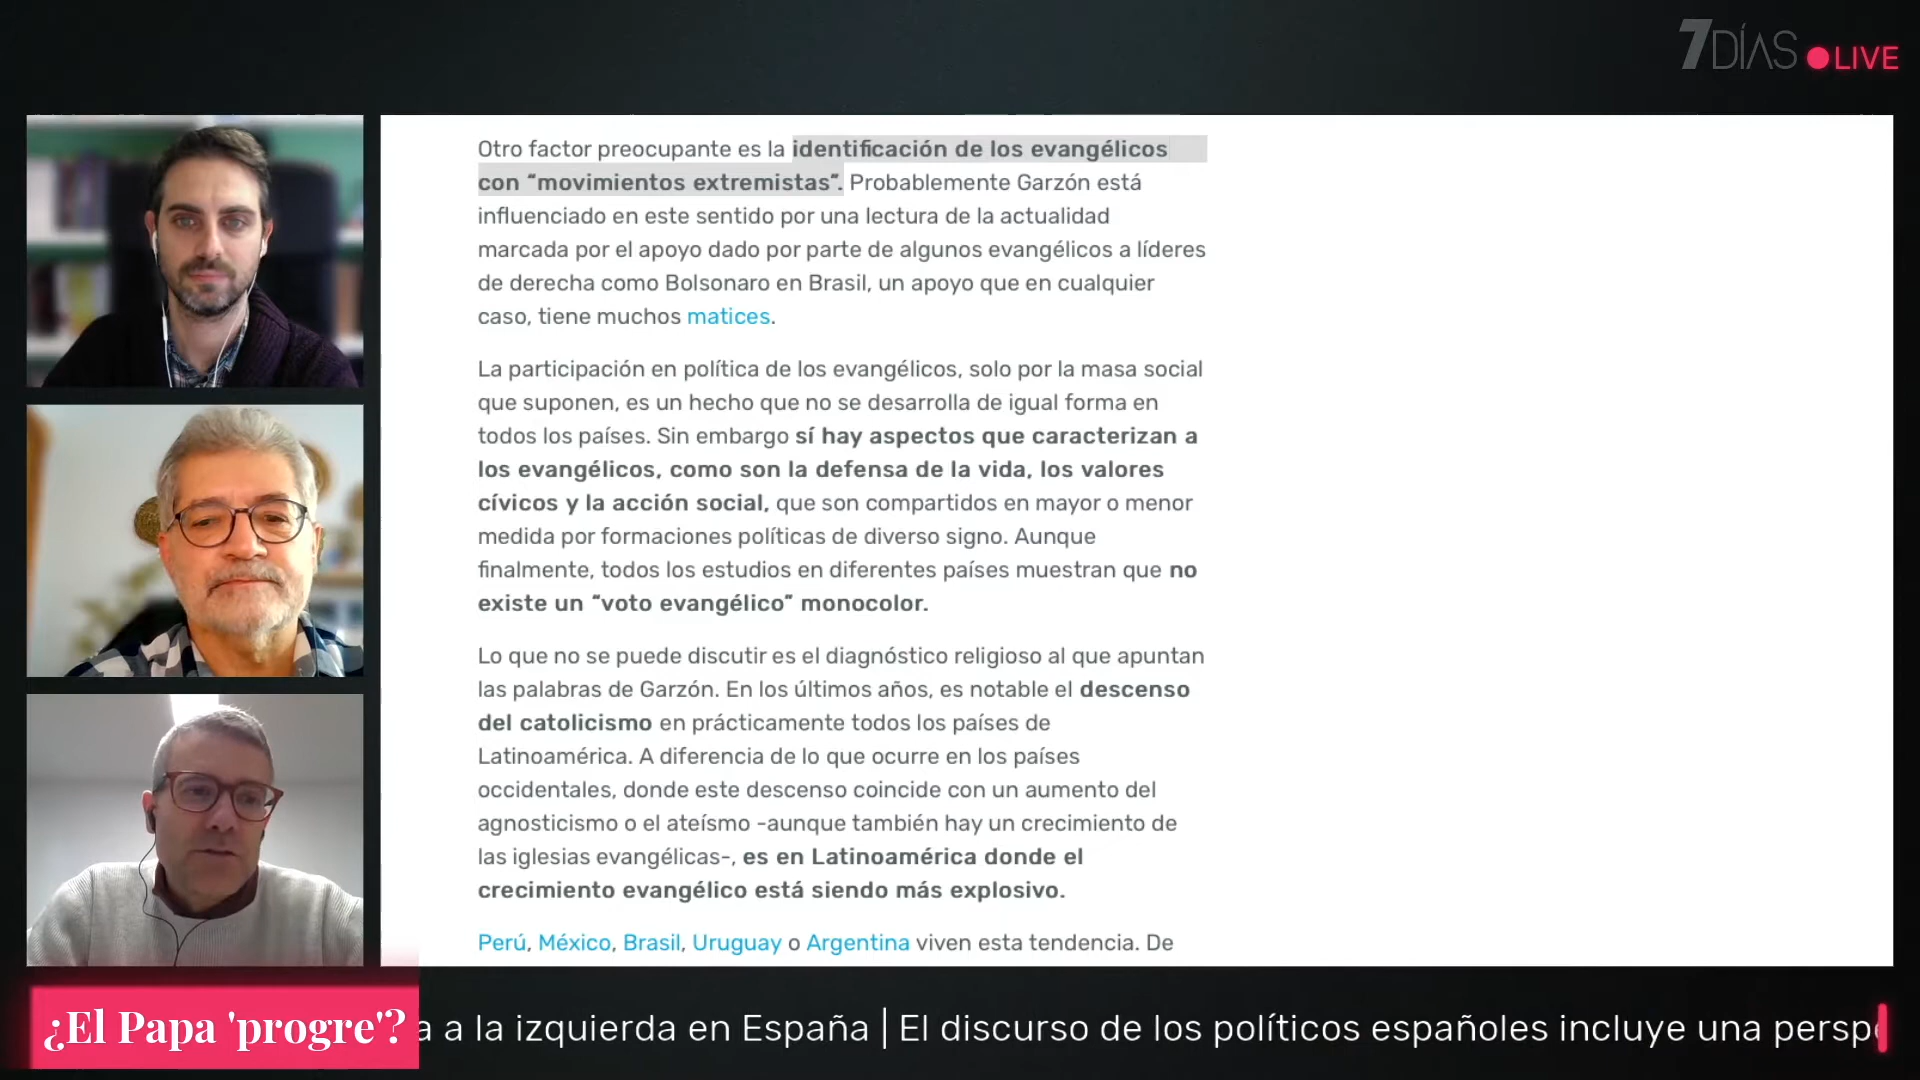 7DÍAS LIVE
Otro factor preocupante es la identificación de los evangélicos
con “movimientos extremistas”. Probablemente Garzón está
influenciado en este sentido por una lectura de la actualidad
marcada por el apoyo dado por parte de algunos evangélicos a líderes
de derecha como Bolsonaro en Brasil, un apoyo que en cualquier
caso, tiene muchos matices.
La participación en política de los evangélicos, solo por la masa social
que suponen, es un hecho que no se desarrolla de igual forma en
todos los países. Sin embargo sí hay aspectos que caracterizan a
los evangélicos, como son la defensa de la vida, los valores
cívicos y la acción social, que son compartidos en mayor o menor
medida por formaciones políticas de diverso signo. Aunque
finalmente, todos los estudios en diferentes países muestran que no
existe un “voto evangélico” monocolor.
Lo que no se puede discutir es el diagnóstico religioso al que apuntan
las palabras de Garzón. En los últimos años, es notable el descenso
del catolicismo en prácticamente todos los países de
Latinoamérica. A diferencia de lo que ocurre en los países
occidentales, donde este descenso coincide con un aumento del
agnosticismo o el ateísmo -aunque también hay un crecimiento de
las iglesias evangélicas-, es en Latinoamérica donde el
crecimiento evangélico está siendo más explosivo.
Perú, México, Brasil, Uruguay o Argentina viven esta tendencia. De
¿El Papa 'progre'?
a a la izquierda en España | El discurso de los políticos españoles incluye una persp